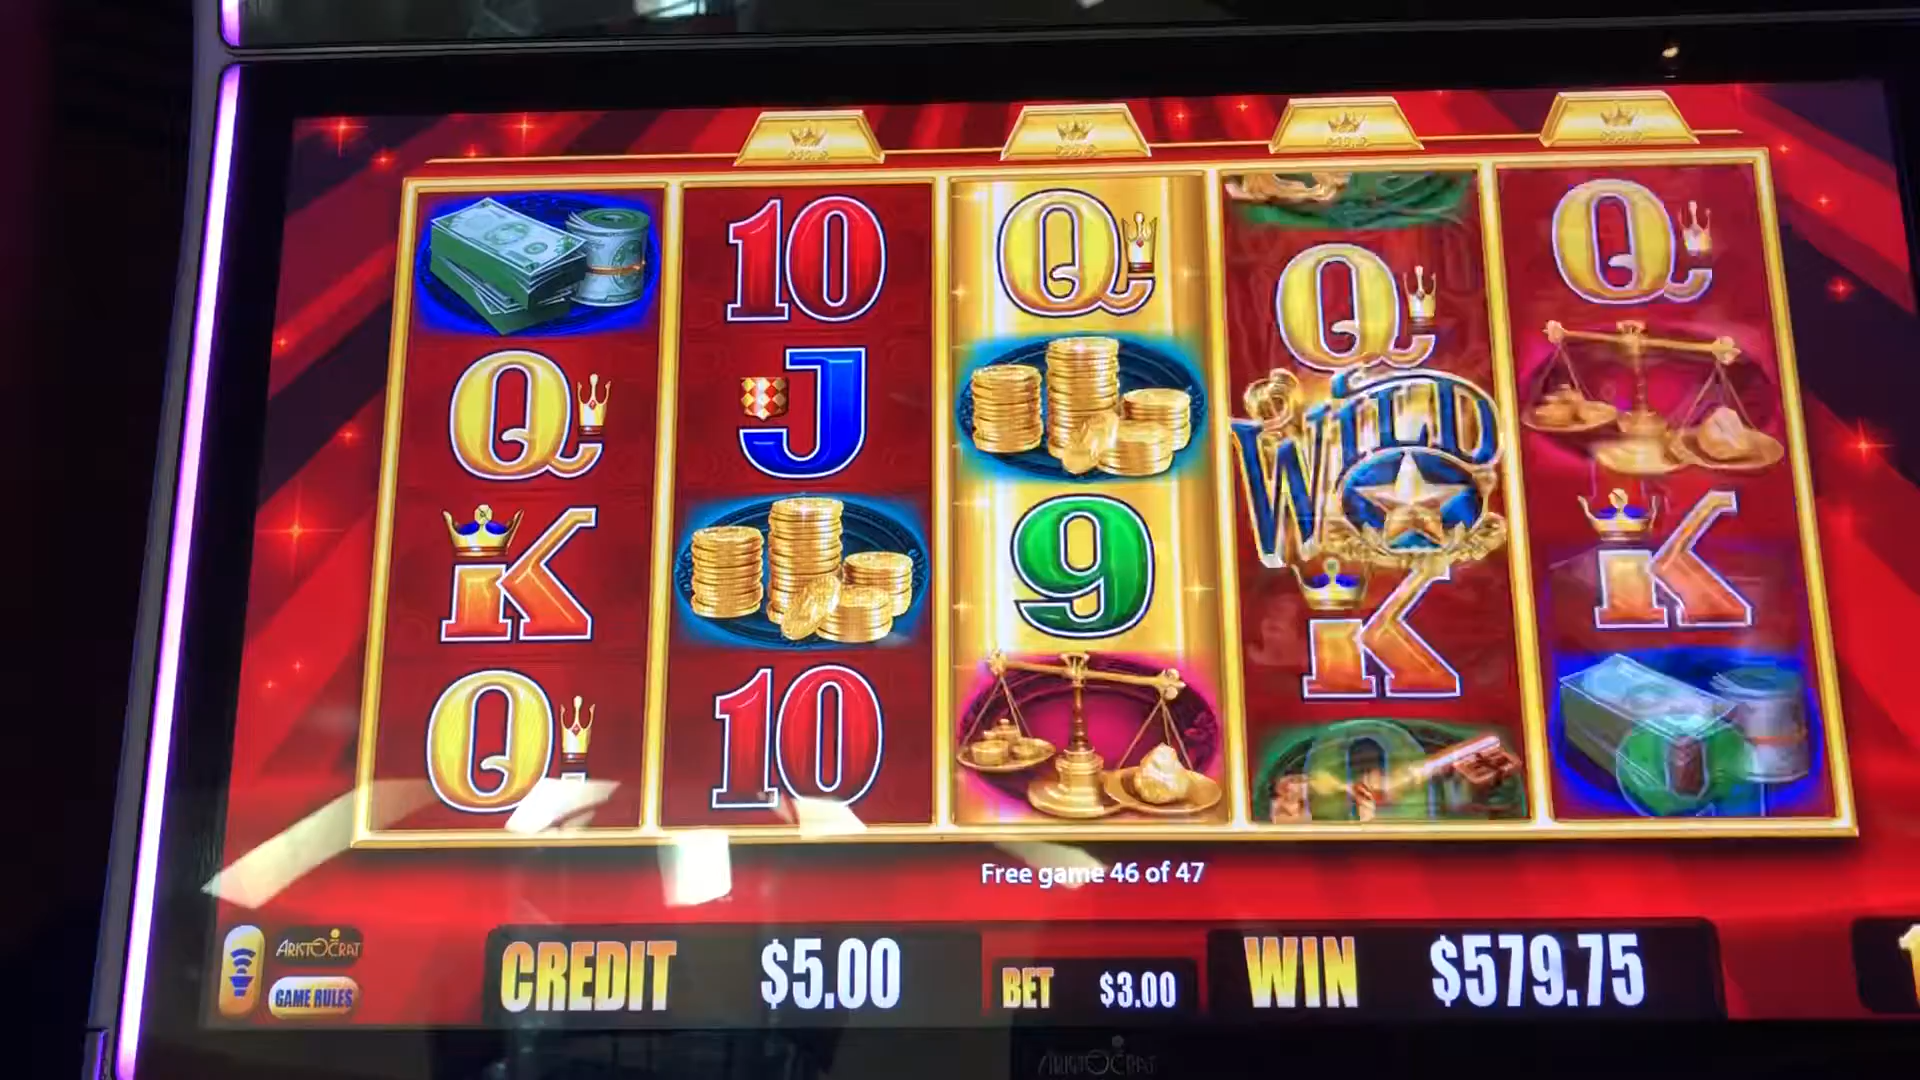 10 Q Q Q
Q J WILD
K 9 K K
Q 10
Free game 46 of 47
ARISTOCRAT
GAME RULES
CREDIT $5.00
BET $3.00
WIN $579.75
ARISTOCRAT